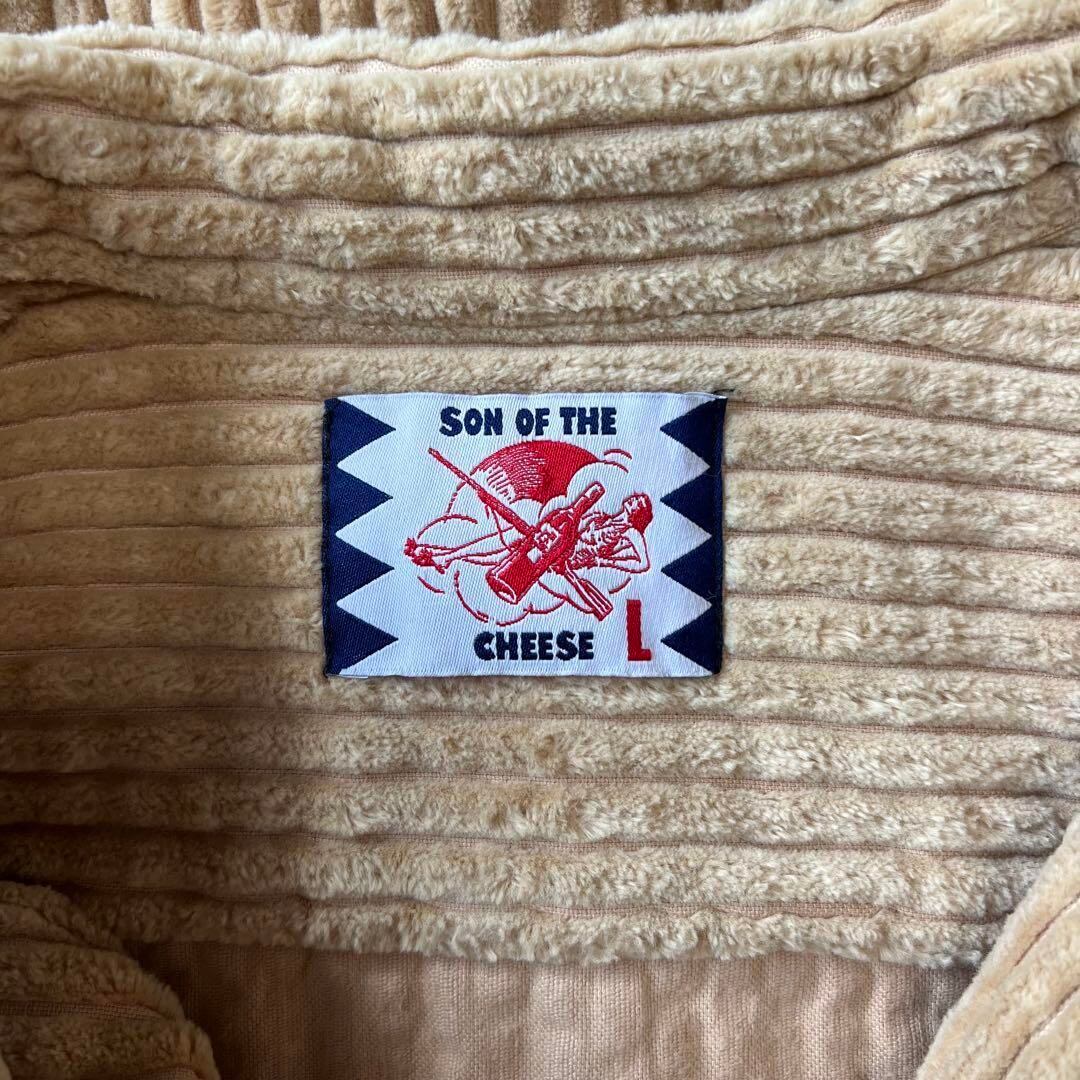 SON OF THE
CHEESE
L